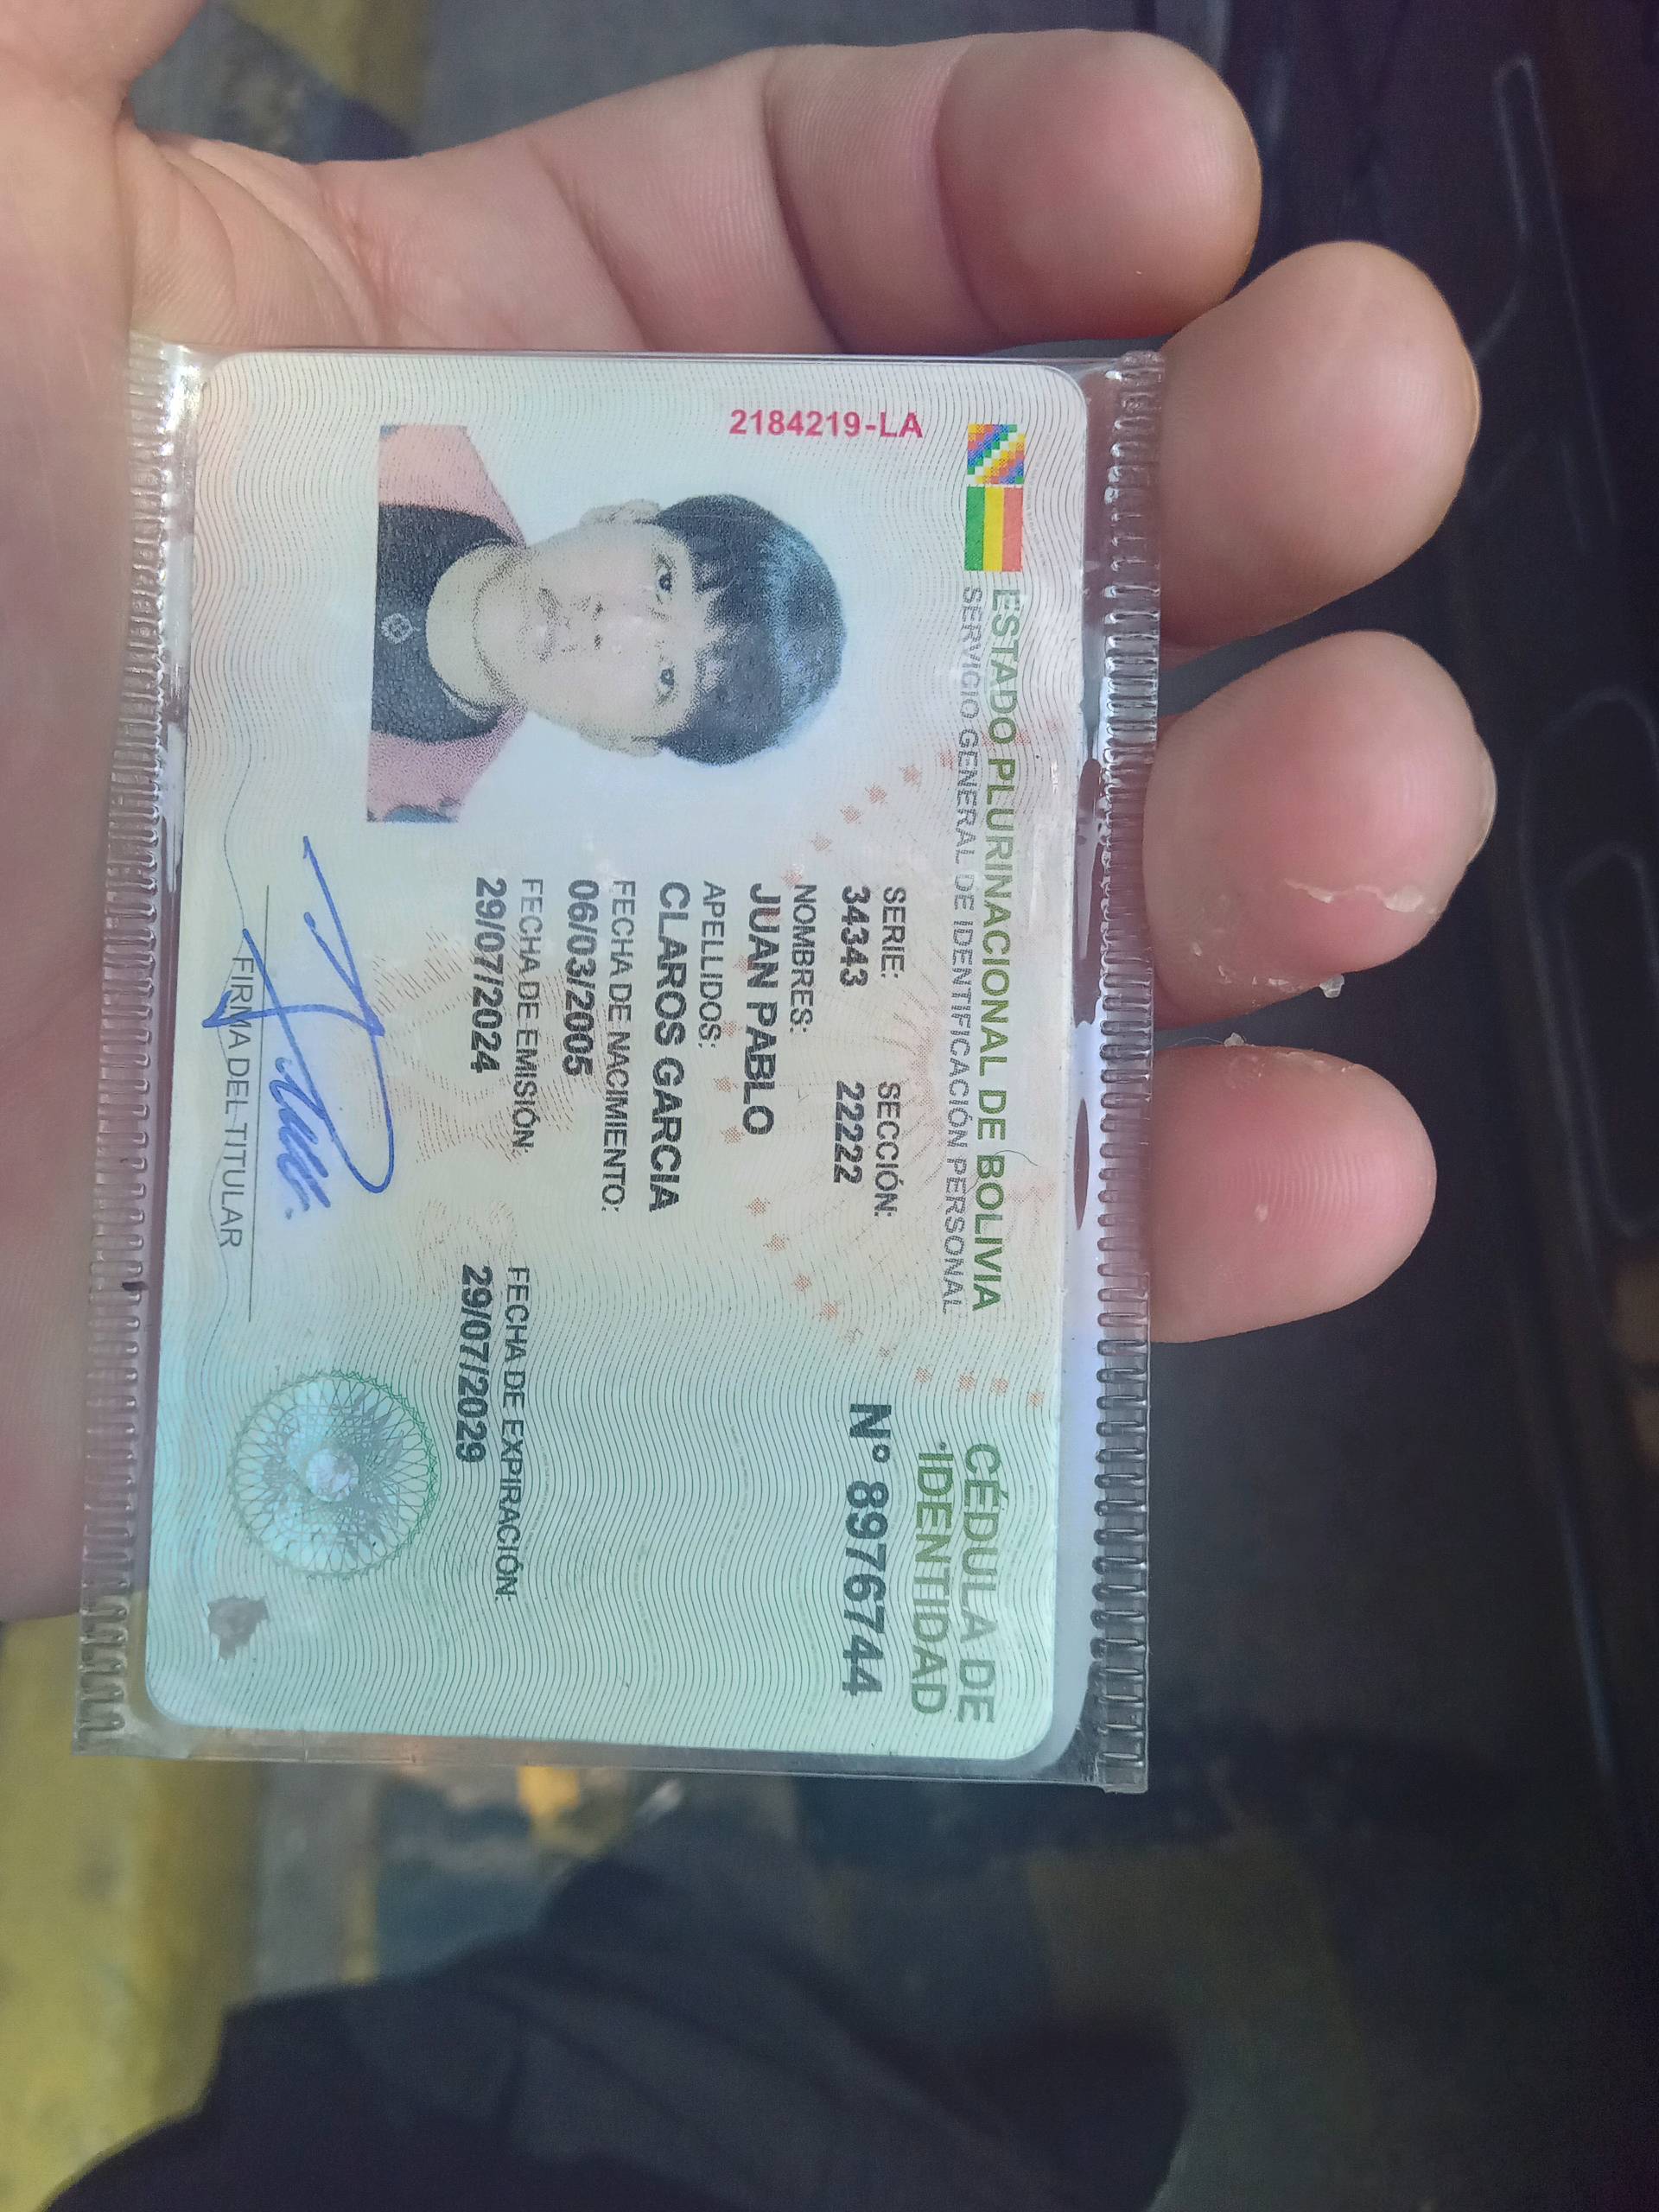 ESTADO PLURINACIONAL DE BOLIVIA
SERVICIO GENERAL DE IDENTIFICACIÓN PERSONAL
CÉDULA DE
IDENTIDAD
2184219-LA
SERIE: SECCIÓN:
34343 22222 N° 8976744
NOMBRES:
JUAN PABLO
APELLIDOS:
CLAROS GARCIA
FECHA DE NACIMIENTO:
06/03/2005
FECHA DE EMISIÓN: FECHA DE EXPIRACIÓN:
29/07/2024 29/07/2029
FIRMA DEL TITULAR